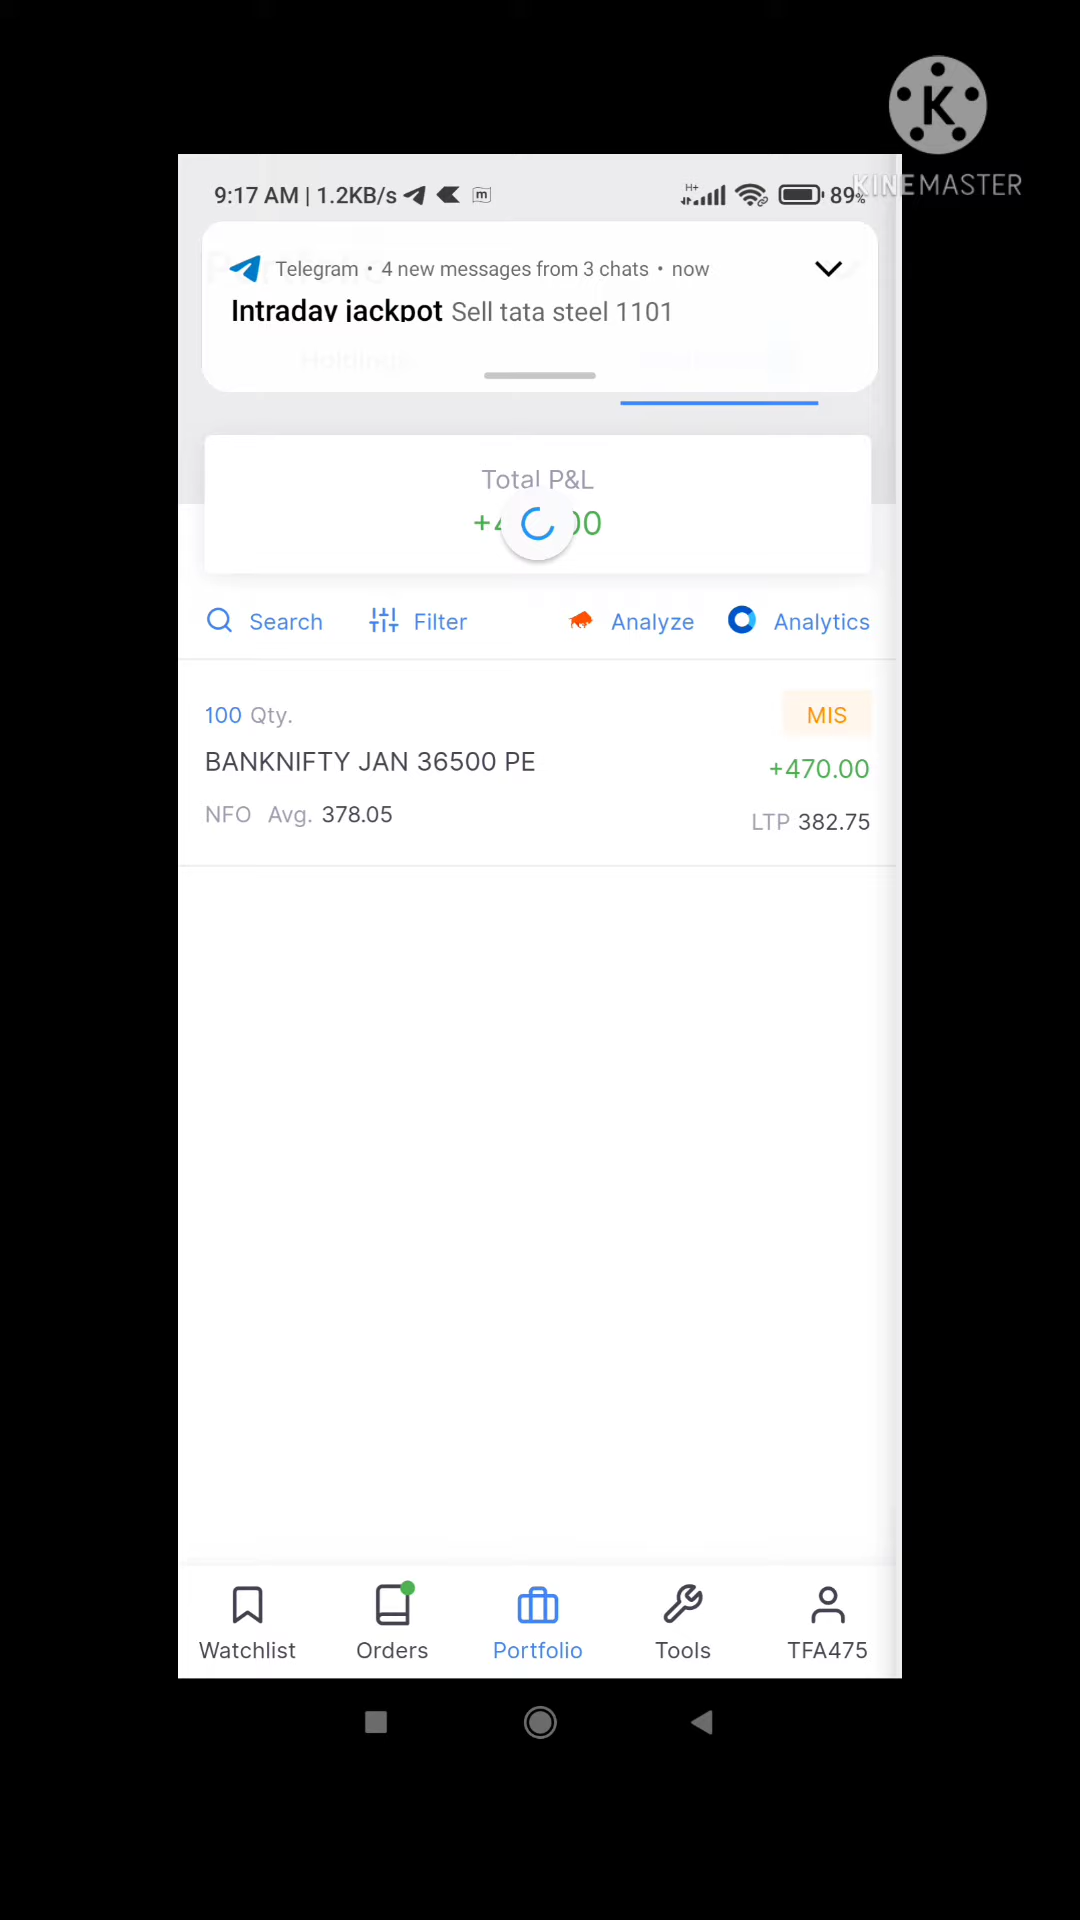 K
KINEMASTER
9:17 AM | 1.2KB/s
H+
89%
Telegram • 4 new messages from 3 chats • now
Intraday jackpot Sell tata steel 1101
Holdings
Total P&L
00
Search
Filter
Analyze
Analytics
100 Qty.
MIS
BANKNIFTY JAN 36500 PE
+470.00
NFO Avg. 378.05
LTP 382.75
Watchlist
Orders
Portfolio
Tools
TFA475